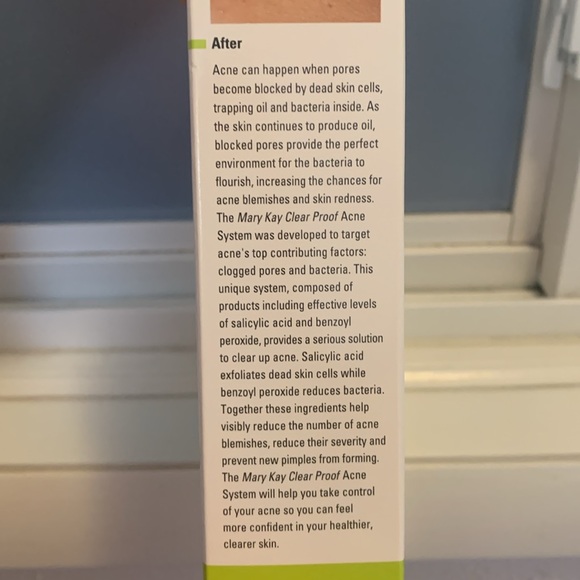 After
Acne can happen when pores
become blocked by dead skin cells,
trapping oil and bacteria inside. As
the skin continues to produce oil,
blocked pores provide the perfect
environment for the bacteria to
flourish, increasing the chances for
acne blemishes and skin redness.
The Mary Kay Clear Proof Acne
System was developed to target
acne's top contributing factors:
clogged pores and bacteria. This
unique system, composed of
products including effective levels
of salicylic acid and benzoyl
peroxide, provides a serious solution
to clear up acne. Salicylic acid
exfoliates dead skin cells while
benzoyl peroxide reduces bacteria.
Together these ingredients help
visibly reduce the number of acne
blemishes, reduce their severity and
prevent new pimples from forming.
The Mary Kay Clear Proof Acne
System will help you take control
of your acne so you can feel
more confident in your healthier,
clearer skin.